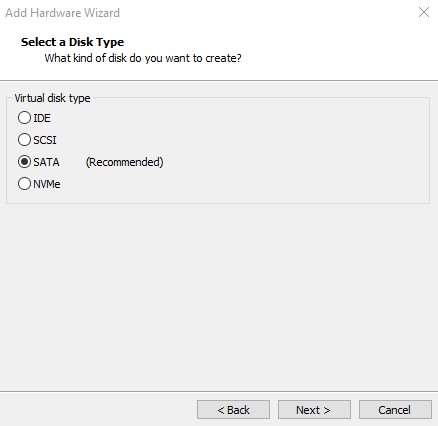 Add Hardware Wizard
Select a Disk Type
What kind of disk do you want to create?
Virtual disk type
IDE
SCSI
SATA (Recommended)
NVMe
< Back Next > Cancel